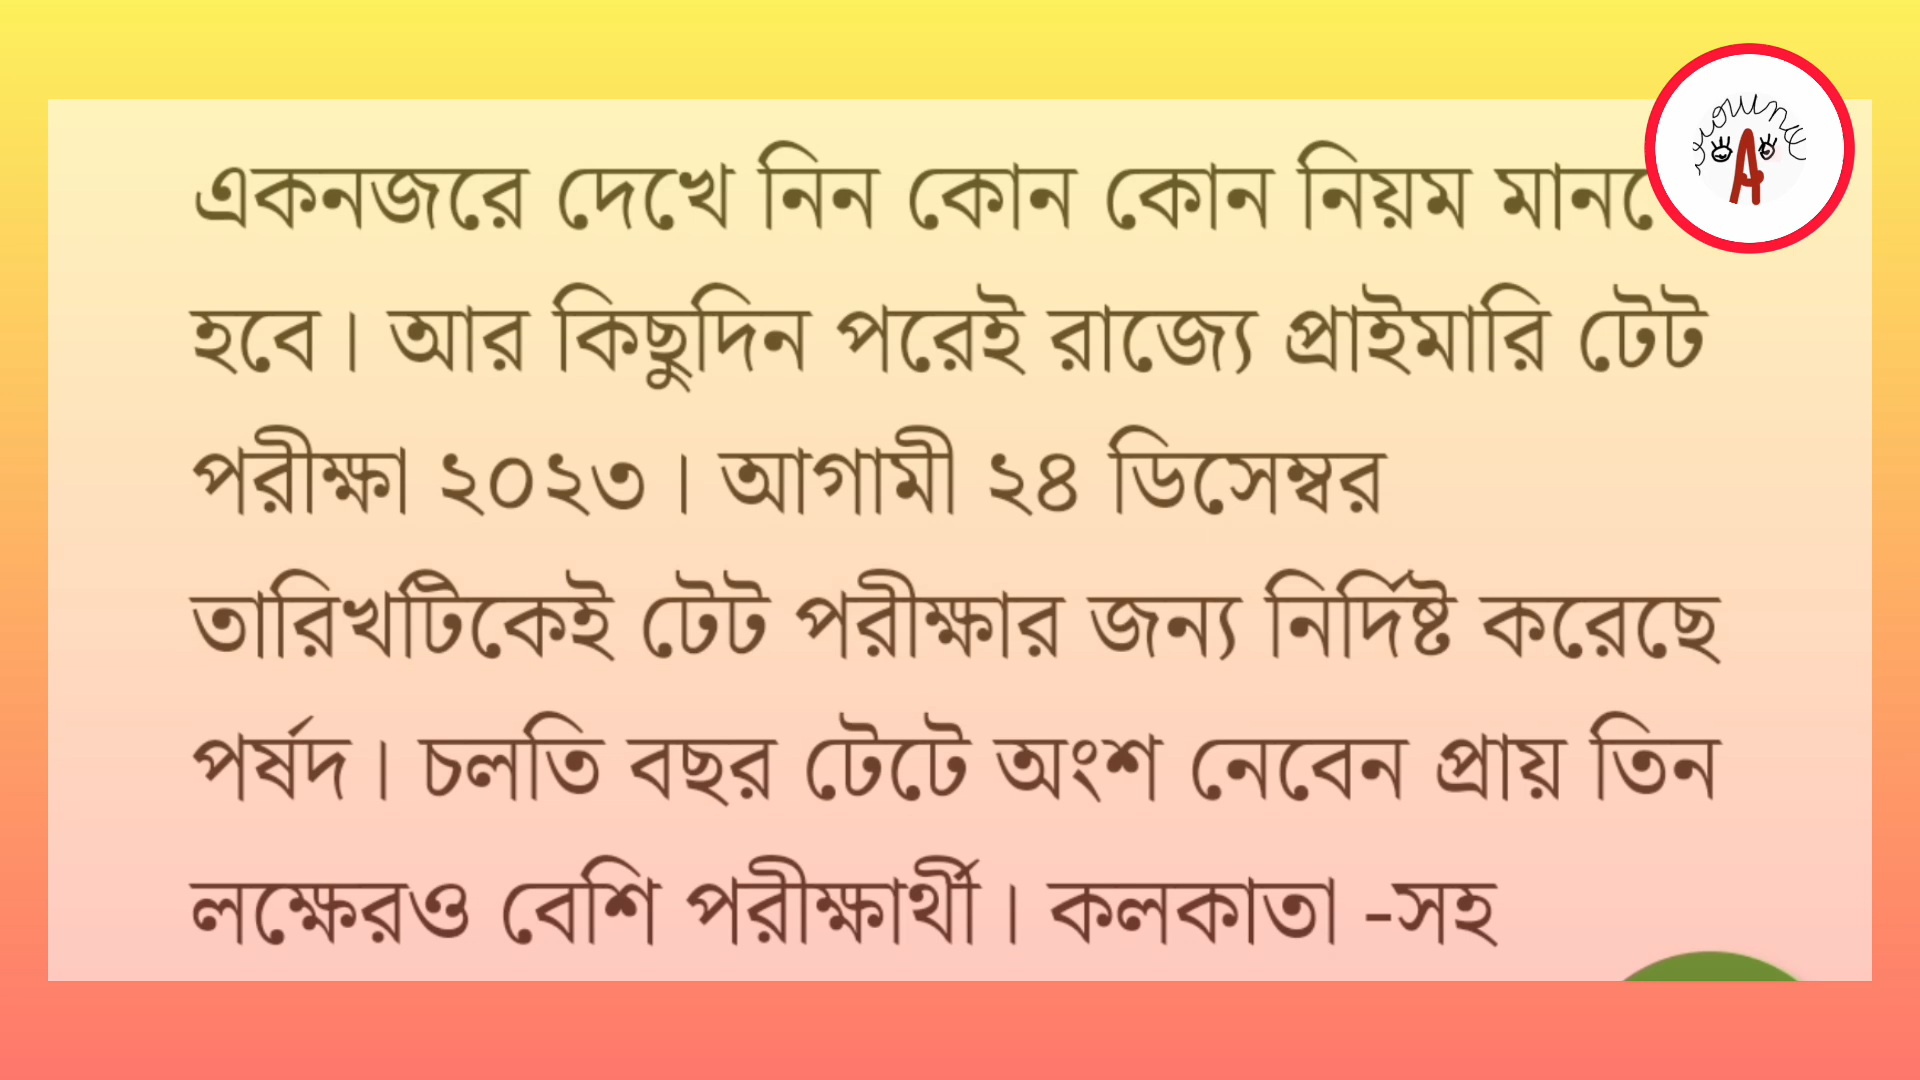 একনজরে দেখে নিন কোন কোন নিয়ম
হবে। আর কিছুদিন পরেই রাজ্যে প্রাইমারি টেট
পরীক্ষা ২০২৩। আগামী ২৪ ডিসেম্বর
তারিখটিকেই টেট পরীক্ষার জন্য নির্দিষ্ট করেছে
পর্ষদ। চলতি বছর টেটে অংশ নেবেন প্রায় তিন
লক্ষেরও বেশি পরীক্ষার্থী। কলকাতা -সহ